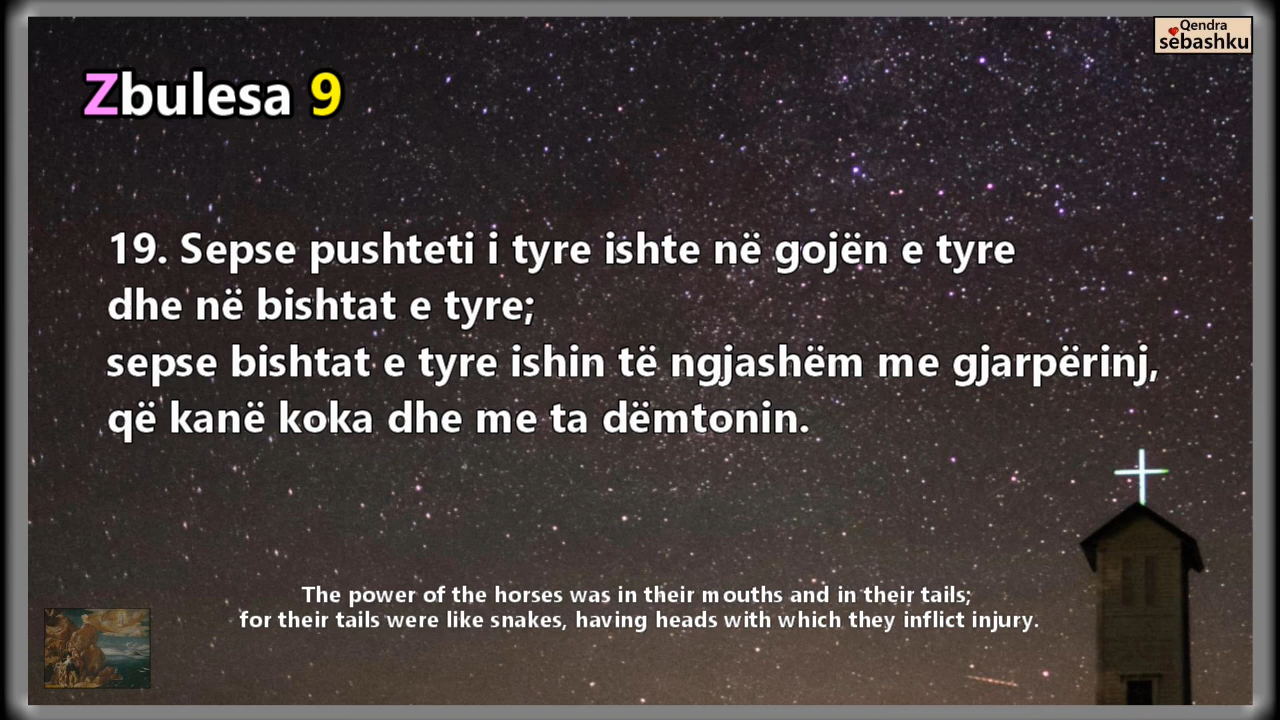 Qendra
sebashku
Zbulesa 9
19. Sepse pushteti i tyre ishte në gojën e tyre
dhe në bishtat e tyre;
sepse bishtat e tyre ishin të ngjashëm me gjarpërinj,
që kanë koka dhe me ta dëmtonin.
The power of the horses was in their mouths and in their tails;
for their tails were like snakes, having heads with which they inflict injury.